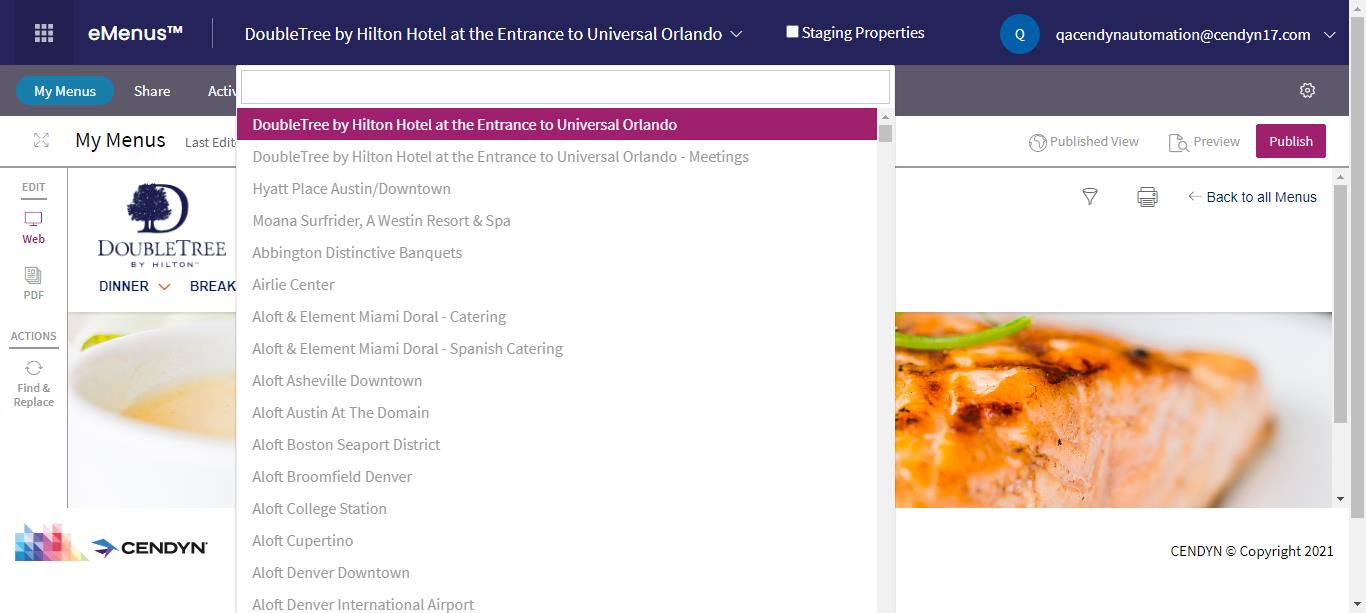 eMenus™
DoubleTree by Hilton Hotel at the Entrance to Universal Orlando
Staging Properties
Q
qacendynautomation@cendyn17.com
My Menus
Share
Activ
My Menus
Last Edit
Published View
Preview
Publish
DoubleTree by Hilton Hotel at the Entrance to Universal Orlando
DoubleTree by Hilton Hotel at the Entrance to Universal Orlando - Meetings
Hyatt Place Austin/Downtown
Moana Surfrider, A Westin Resort & Spa
Abbington Distinctive Banquets
Airlie Center
Aloft & Element Miami Doral - Catering
Aloft & Element Miami Doral - Spanish Catering
Aloft Asheville Downtown
Aloft Austin At The Domain
Aloft Boston Seaport District
Aloft Broomfield Denver
Aloft College Station
Aloft Cupertino
Aloft Denver Downtown
Aloft Denver International Airport
EDIT
Web
PDF
ACTIONS
Find &
Replace
D
DOUBLETREE
BY HILTON™
DINNER
BREAK
Back to all Menus
CENDYN
CENDYN © Copyright 2021